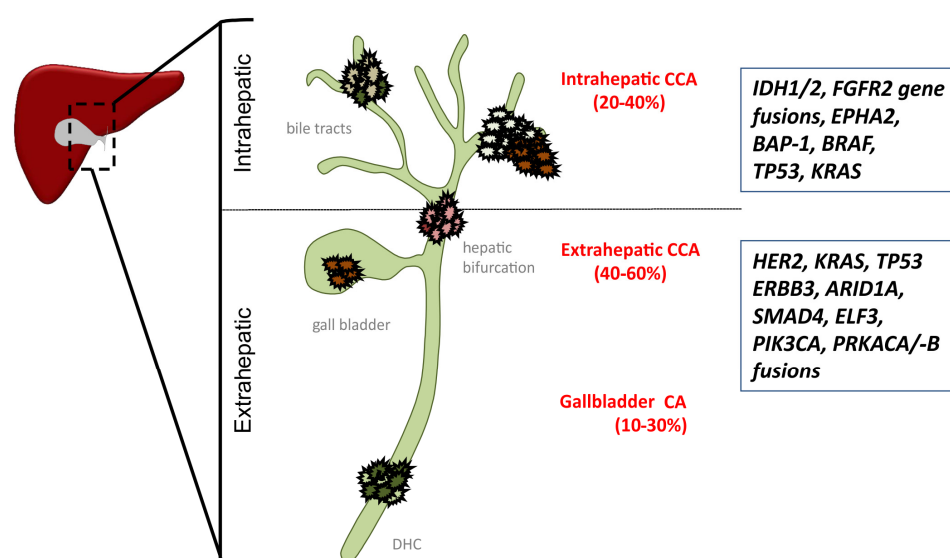 Intrahepatic
bile tracts
Intrahepatic CCA
(20-40%)
IDH1/2, FGFR2 gene
fusions, EPHA2,
BAP-1, BRAF,
TP53, KRAS
hepatic
bifurcation
Extrahepatic
gall bladder
Extrahepatic CCA
(40-60%)
HER2, KRAS, TP53
ERBB3, ARID1A,
SMAD4, ELF3,
PIK3CA, PRKACA/-B
fusions
Gallbladder CA
(10-30%)
DHC